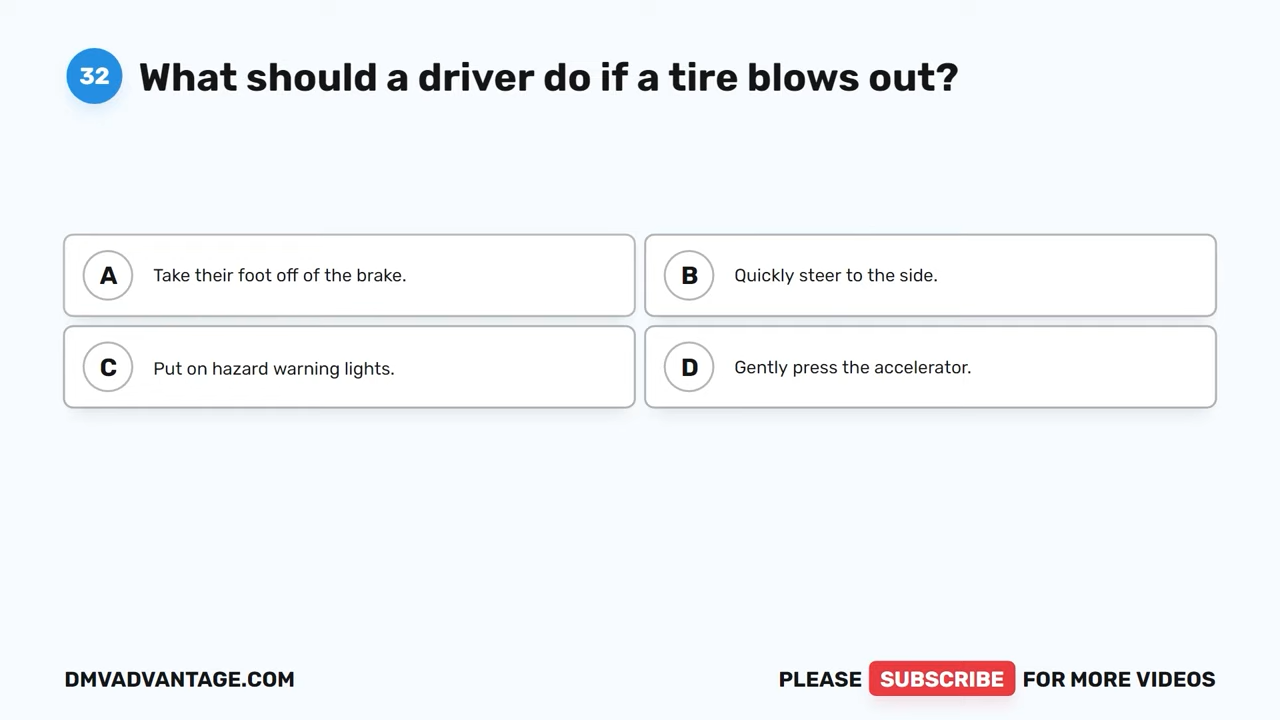 32 What should a driver do if a tire blows out?
A Take their foot off of the brake.
B Quickly steer to the side.
C Put on hazard warning lights.
D Gently press the accelerator.
DMVADVANTAGE.COM
PLEASE SUBSCRIBE FOR MORE VIDEOS